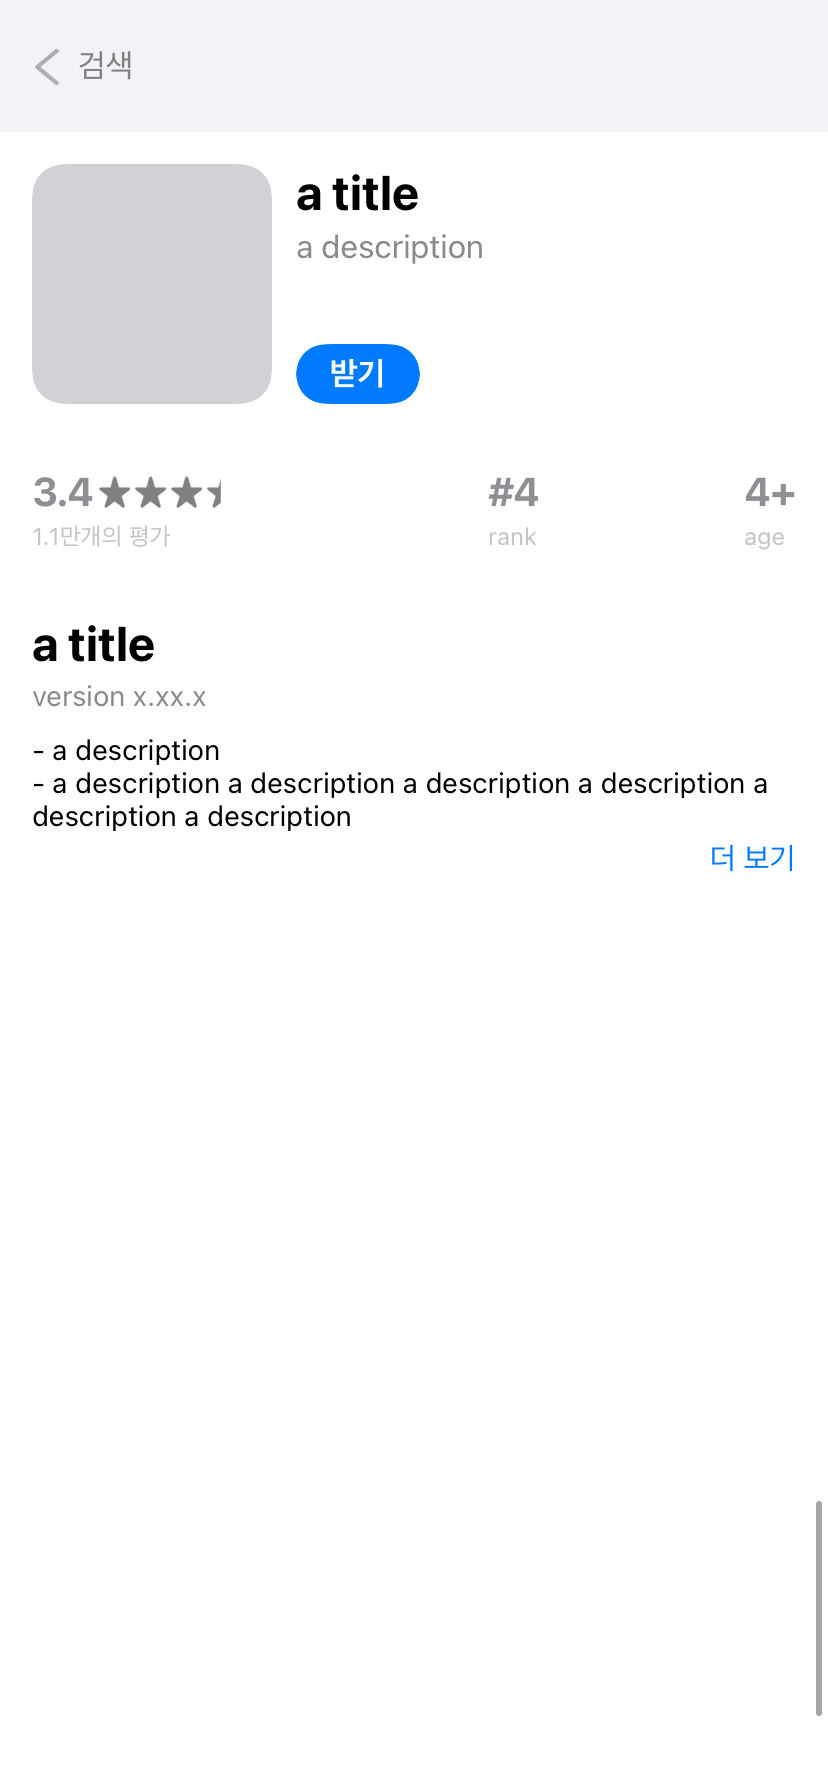 검색
a title
a description
받기
3.4★★★
#4
4+
1.1만개의 평가
rank
age
a title
version x.xx.x
- a description
- a description a description a description a description a
description a description
더 보기